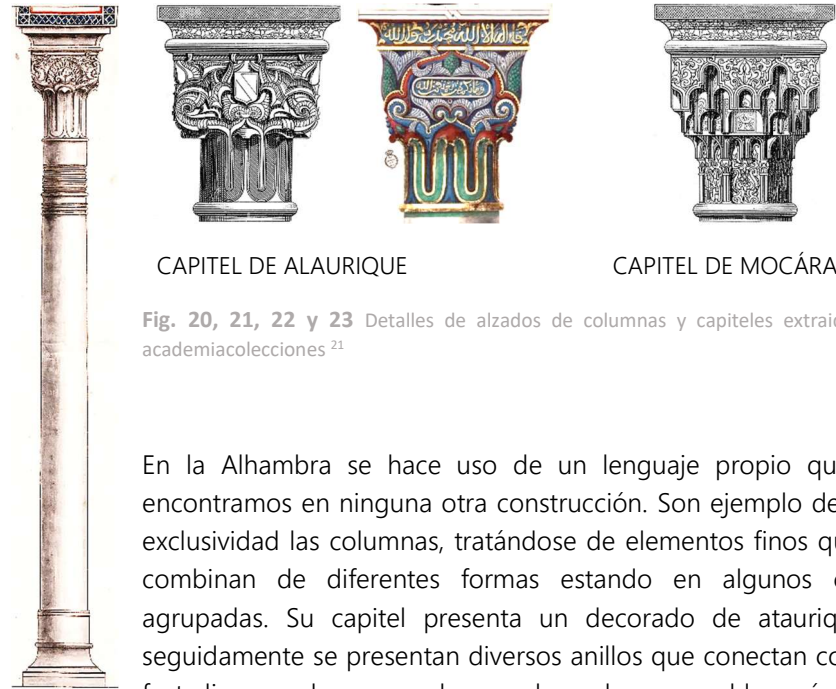 CAPITEL DE ALAURIQUE
CAPITEL DE MOCÁRA
Fig. 20, 21, 22 y 23 Detalles de alzados de columnas y capiteles extraid
academiacolecciones 21
En la Alhambra se hace uso de un lenguaje propio qu
encontramos en ninguna otra construcción. Son ejemplo de
exclusividad las columnas, tratándose de elementos finos qu
combinan de diferentes formas estando en algunos
agrupadas. Su capitel presenta un decorado de atauriq
seguidamente se presentan diversos anillos que conectan co